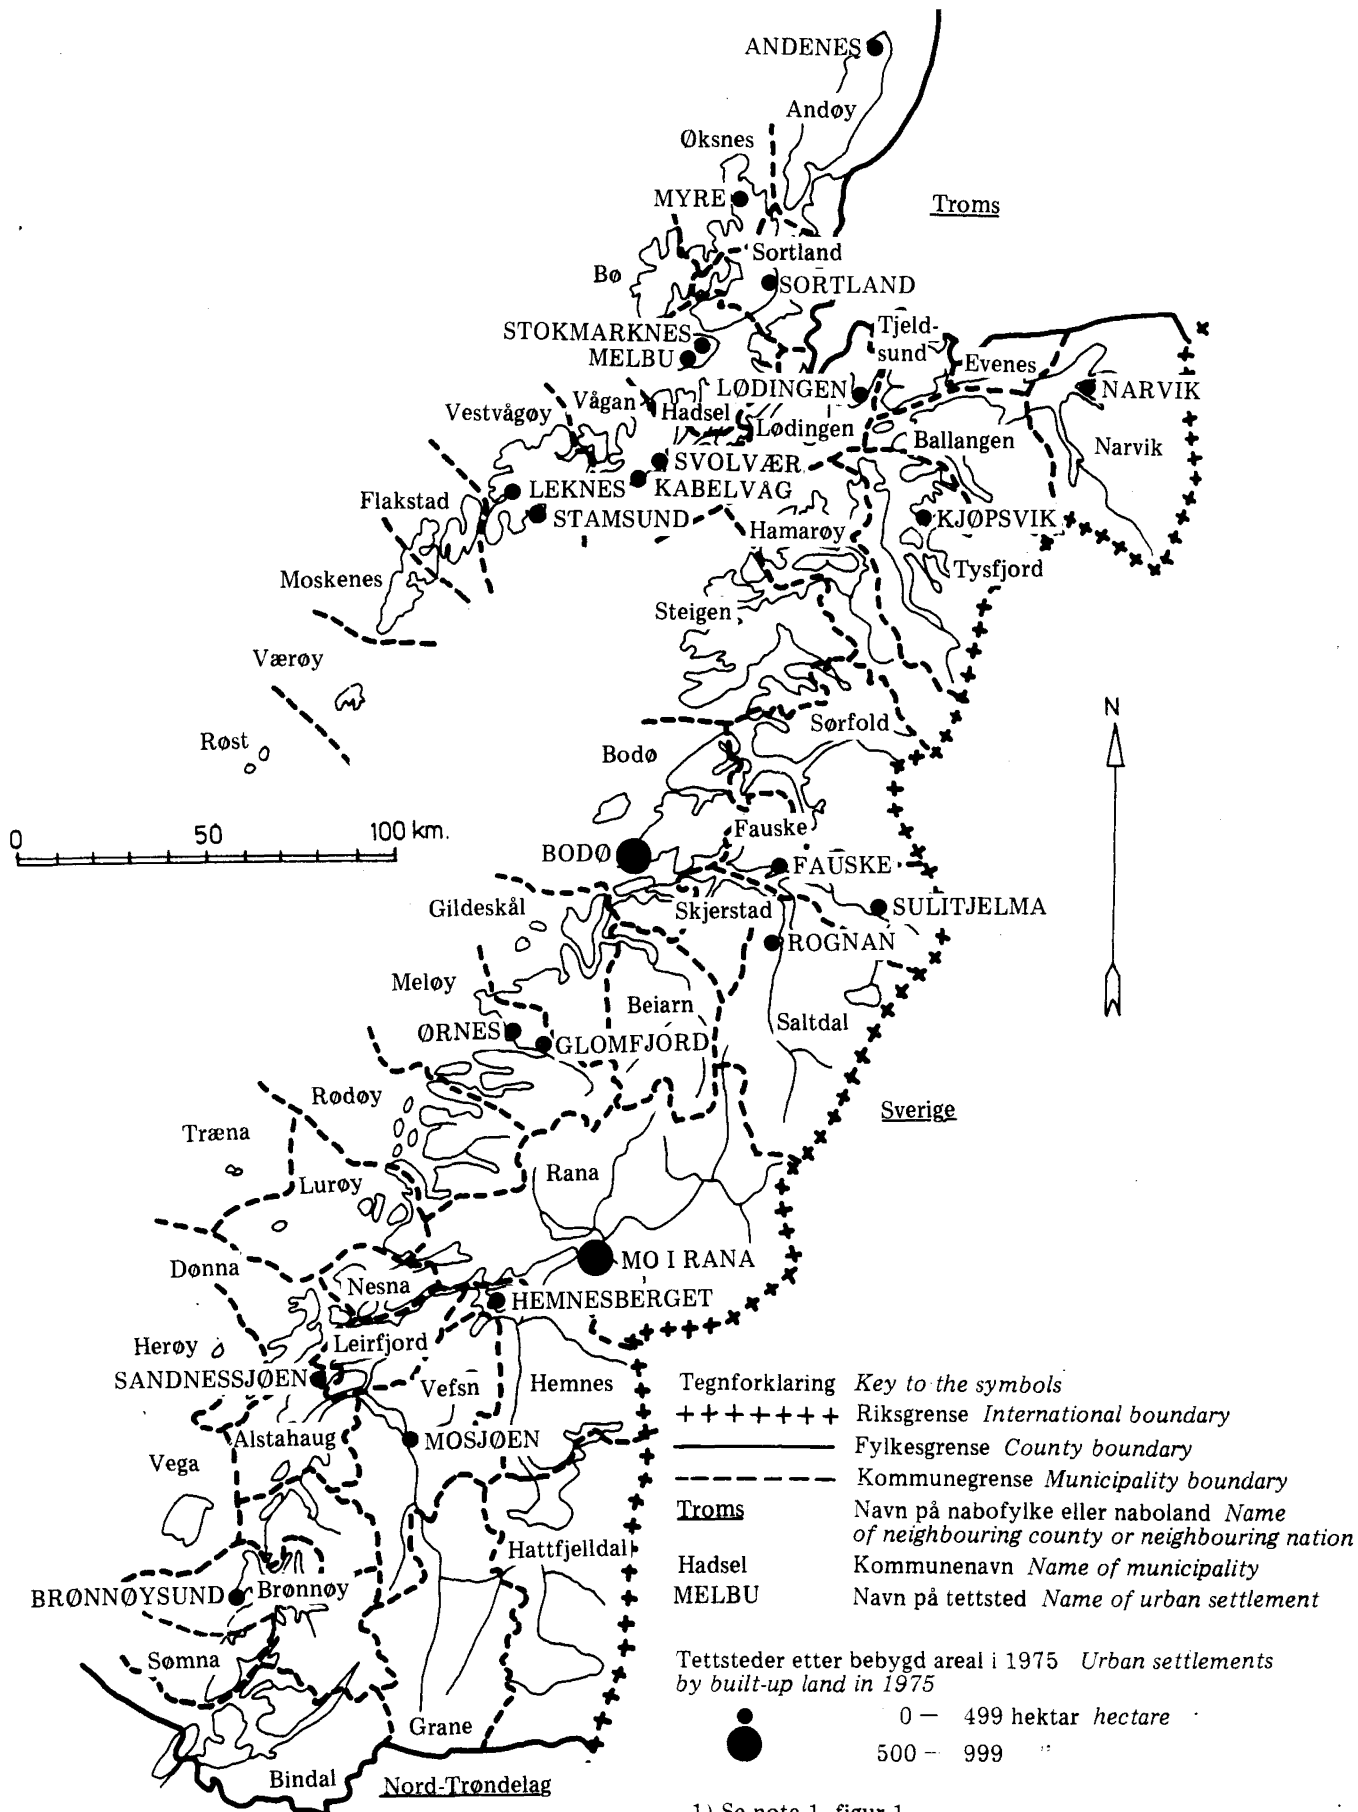 ANDENES
Andøy
Øksnes
MYRE
Troms
Sortland
Bø
SORTLAND
STOKMARKNES
Tjeld-
sund
MELBU
Evenes
LØDINGEN
NARVIK
Vågan
Vestvågøy
Hadsel
Lødingen
Ballangen
Narvik
SVOLVÆR
LEKNES
KABELVÅG
Flakstad
STAMSUND
KJØPSVIK
Hamarøy
Moskenes
Tysfjord
Steigen
Værøy
N
Sørfold
Røst
Bodø
0 50 100 km.
Fauske
BODØ
FAUSKE
Gildeskål
Skjerstad
SULITJELMA
ROGNAN
Meløy
Beiarn
Saltdal
ØRNES
GLOMFJORD
Rødøy
Sverige
Træna
Rana
Lurøy
MO I RANA
Dønna
Nesna
HEMNESBERGET
Herøy
Leirfjord
SANDNESSJØEN
Vefsn
Hemnes
Alstahaug
MOSJØEN
Vega
Hattfjelldal
BRØNNØYSUND
Brønnøy
Sømna
Grane
Bindal
Nord-Trøndelag
Tegnforklaring Key to the symbols
Riksgrense International boundary
Fylkesgrense County boundary
Kommunegrense Municipality boundary
Troms Navn på nabofylke eller naboland Name
of neighbouring county or neighbouring nation
Hadsel Kommunenavn Name of municipality
MELBU Navn på tettsted Name of urban settlement
Tettsteder etter bebygd areal i 1975 Urban settlements
by built-up land in 1975
0 — 499 hektar hectare
500 — 999 "
1) Se note 1, figur 1